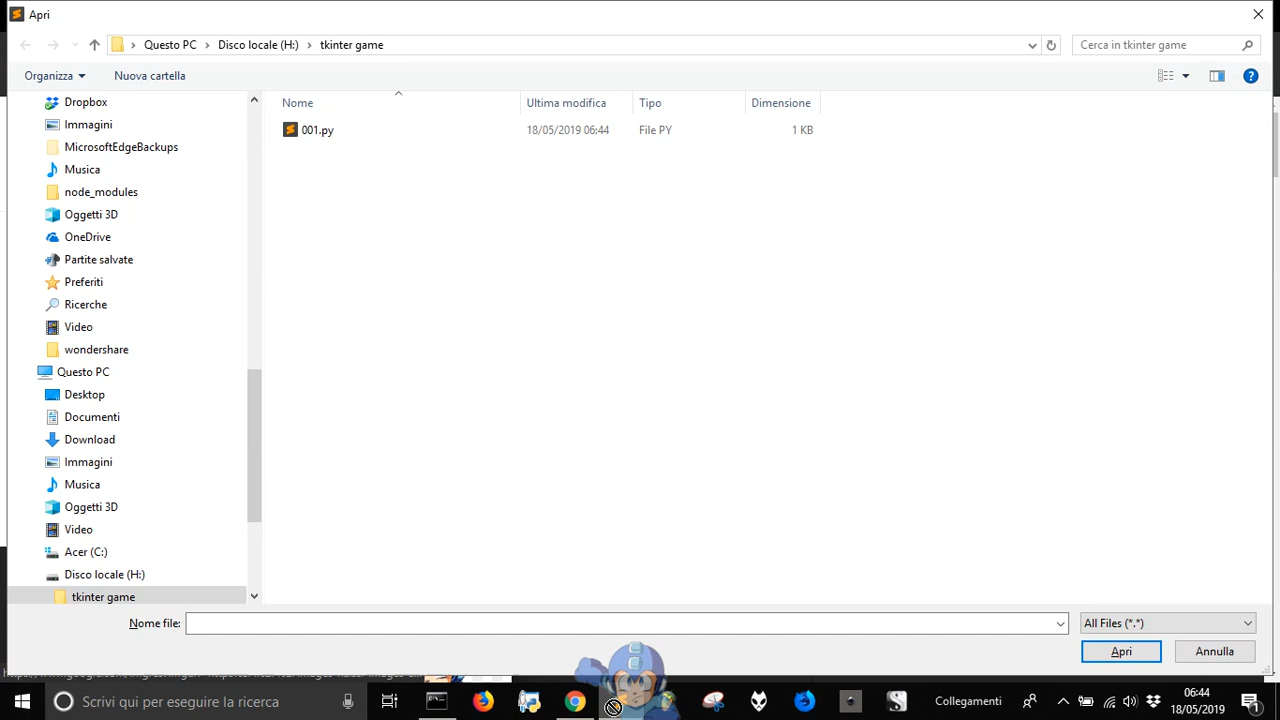 Apri
Questo PC > Disco locale (H:) > tkinter game
Cerca in tkinter game
Organizza
Nuova cartella
Nome
Ultima modifica
Tipo
Dimensione
001.py
18/05/2019 06:44
File PY
1 KB
Dropbox
Immagini
MicrosoftEdgeBackups
Musica
node_modules
Oggetti 3D
OneDrive
Partite salvate
Preferiti
Ricerche
Video
wondershare
Questo PC
Desktop
Documenti
Download
Immagini
Musica
Oggetti 3D
Video
Acer (C:)
Disco locale (H:)
tkinter game
Nome file:
All Files (*.*)
Apri
Annulla
Scrivi qui per eseguire la ricerca
Collegamenti
06:44
18/05/2019
1